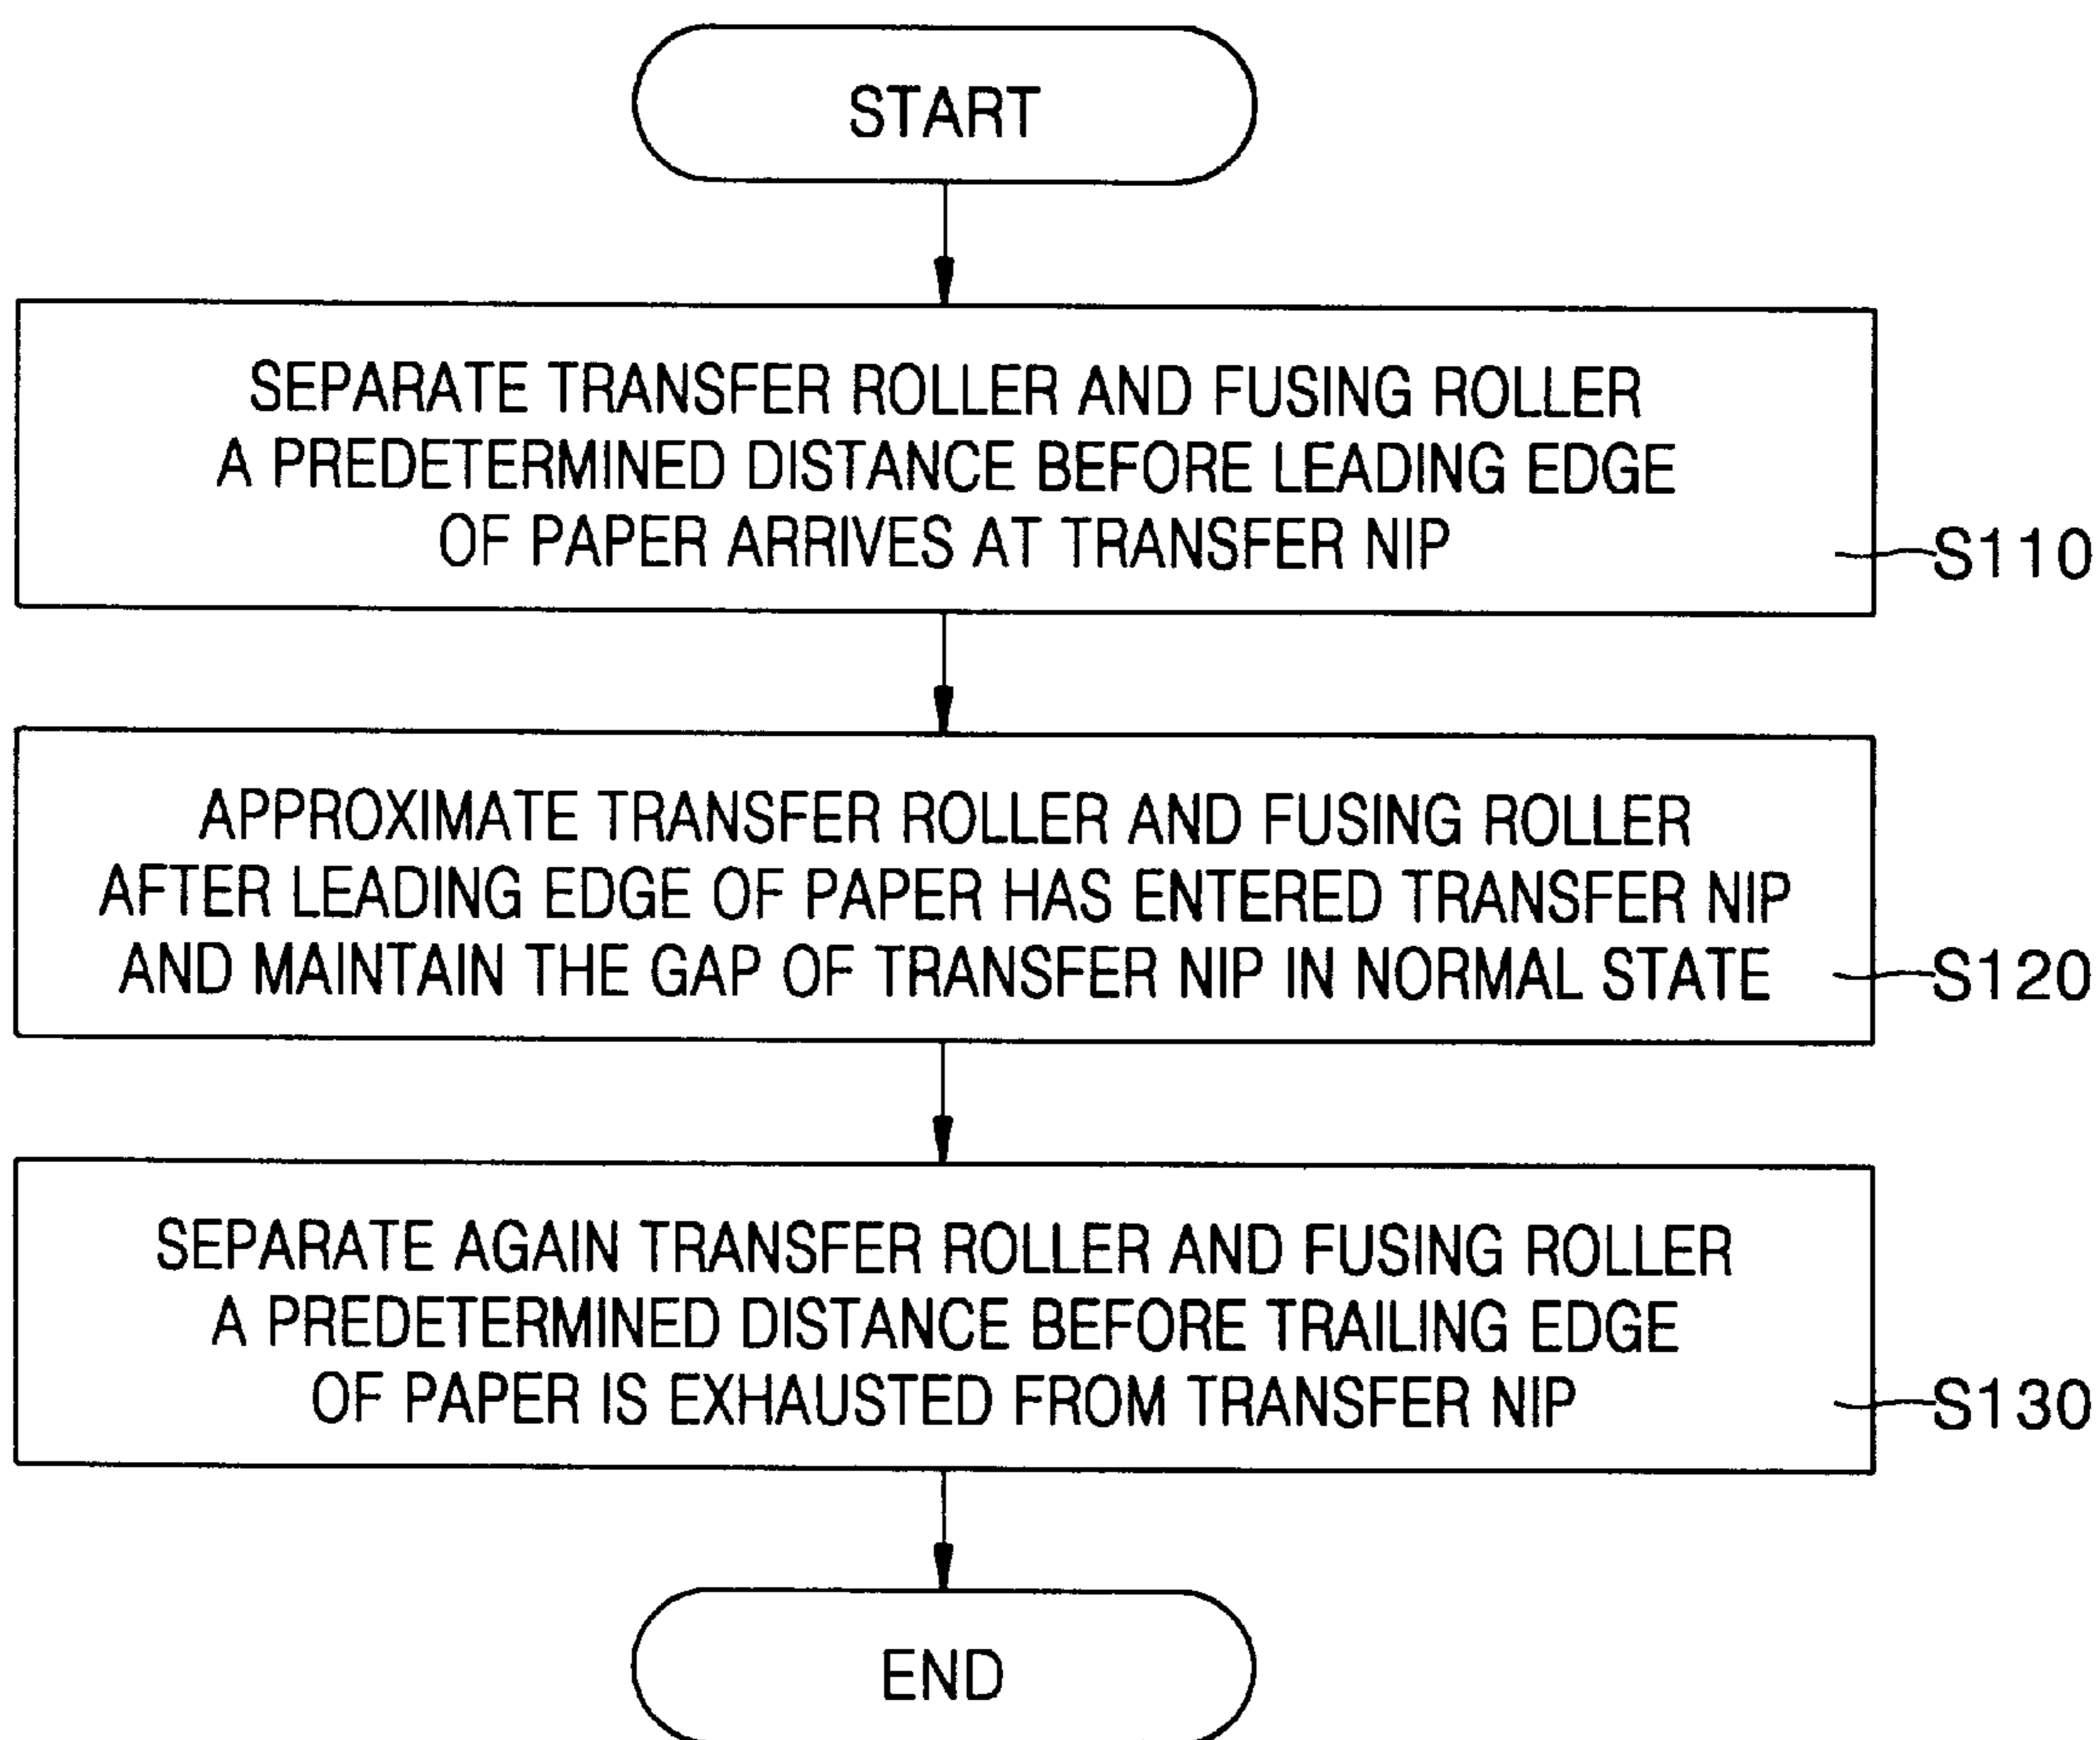 START
SEPARATE TRANSFER ROLLER AND FUSING ROLLER
A PREDETERMINED DISTANCE BEFORE LEADING EDGE
OF PAPER ARRIVES AT TRANSFER NIP
S110
APPROXIMATE TRANSFER ROLLER AND FUSING ROLLER
AFTER LEADING EDGE OF PAPER HAS ENTERED TRANSFER NIP
AND MAINTAIN THE GAP OF TRANSFER NIP IN NORMAL STATE
S120
SEPARATE AGAIN TRANSFER ROLLER AND FUSING ROLLER
A PREDETERMINED DISTANCE BEFORE TRAILING EDGE
OF PAPER IS EXHAUSTED FROM TRANSFER NIP
S130
END